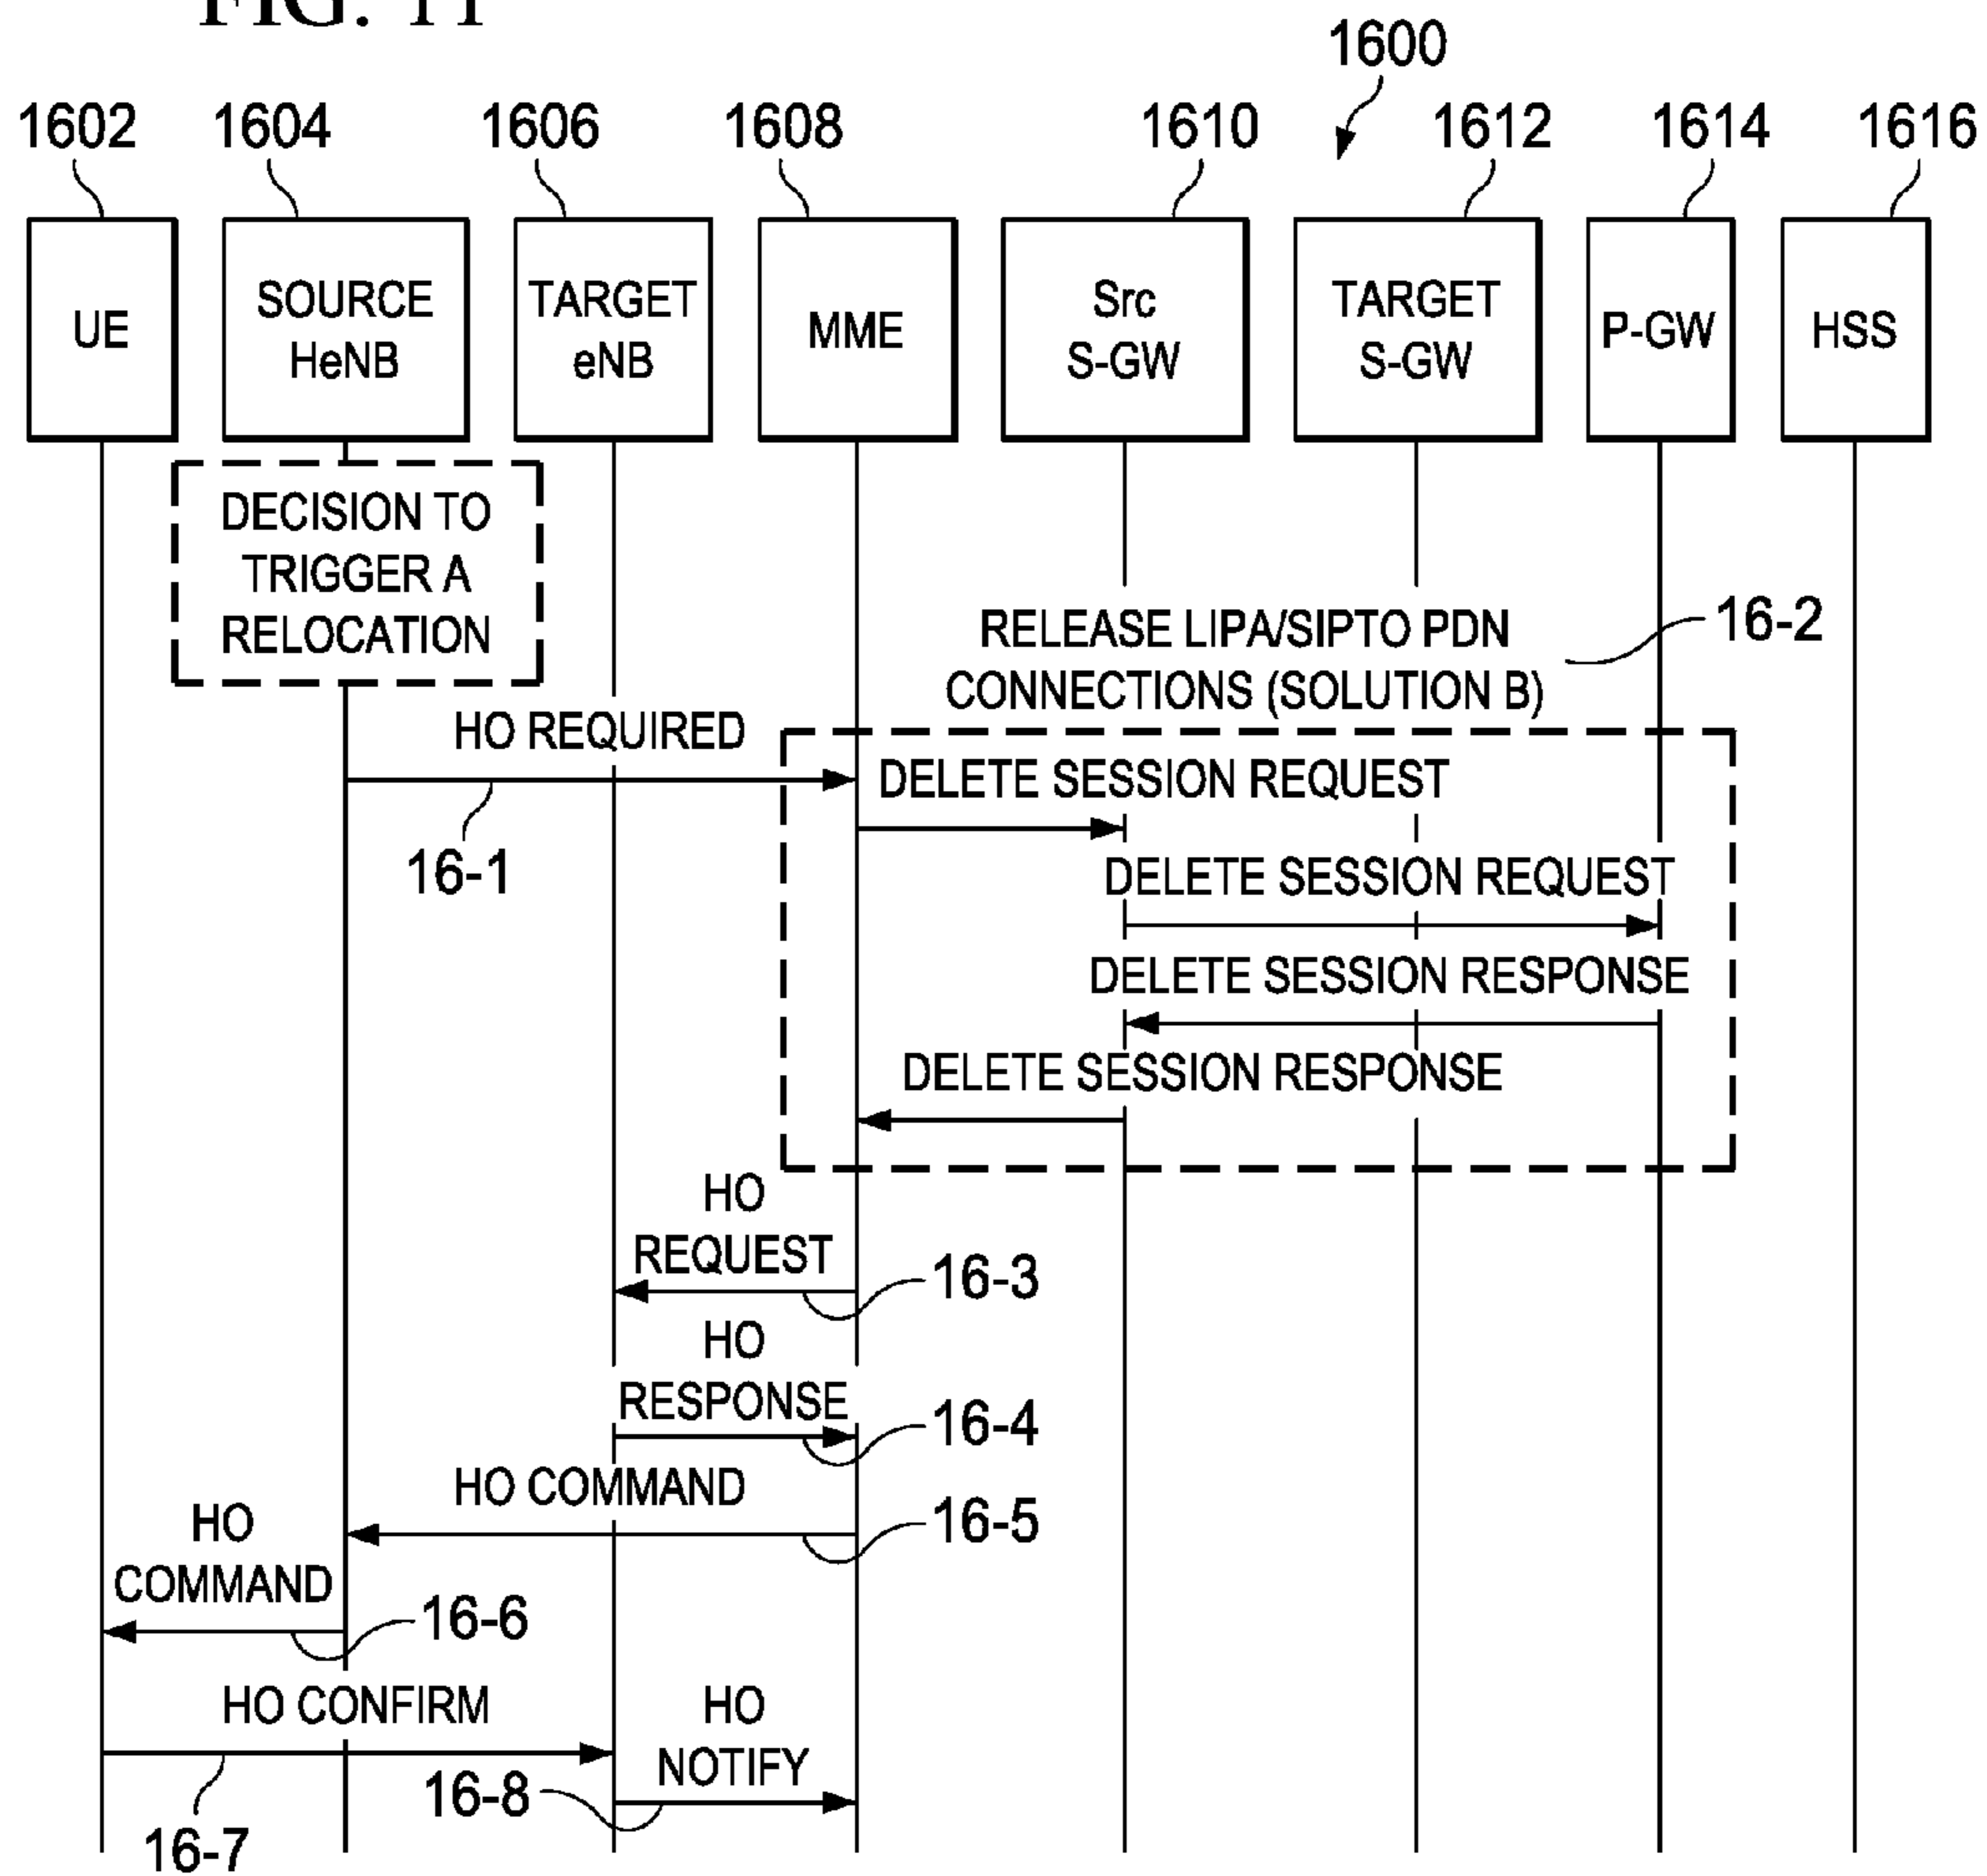 FIG. 11
1600
1602
1604
1606
1608
1610
1612
1614
1616
UE
SOURCE
HeNB
TARGET
eNB
MME
Src
S-GW
TARGET
S-GW
P-GW
HSS
DECISION TO
TRIGGER A
RELOCATION
RELEASE LIPA/SIPTO PDN
CONNECTIONS (SOLUTION B)
16-2
HO REQUIRED
16-1
DELETE SESSION REQUEST
DELETE SESSION REQUEST
DELETE SESSION RESPONSE
DELETE SESSION RESPONSE
HO
REQUEST
16-3
HO
RESPONSE
16-4
HO COMMAND
16-5
HO
COMMAND
16-6
HO CONFIRM
16-7
HO
NOTIFY
16-8